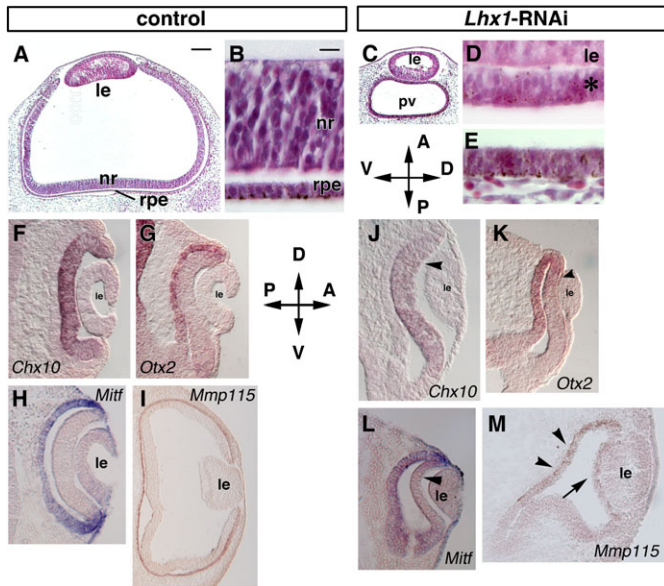 control
Lhx1-RNAi
A
le
nr
rpe
B
nr
rpe
C
le
pv
D
le
*
E
A
V D
P
F
le
Chx10
G
le
Otx2
D
P A
V
H
Mitf
le
I
Mmp115
le
J
le
Chx10
K
le
Otx2
L
le
Mitf
M
le
Mmp115